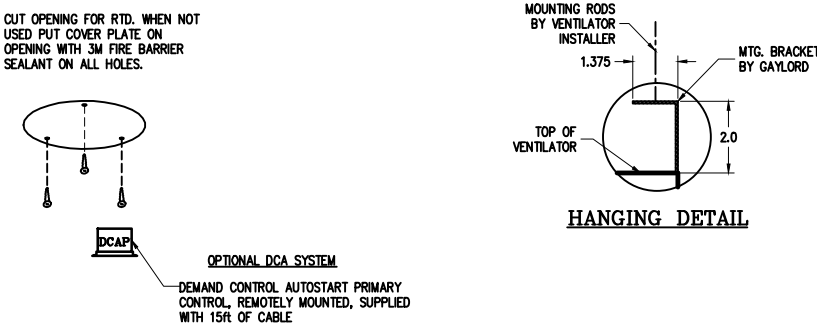 CUT OPENING FOR RTD. WHEN NOT
USED PUT COVER PLATE ON
OPENING WITH 3M FIRE BARRIER
SEALANT ON ALL HOLES.
DCAP
OPTIONAL DCA SYSTEM
DEMAND CONTROL AUTOSTART PRIMARY
CONTROL, REMOTELY MOUNTED, SUPPLIED
WITH 15ft OF CABLE
MOUNTING RODS
BY VENTILATOR
INSTALLER
1.375
MTG. BRACKET
BY GAYLORD
TOP OF
VENTILATOR
2.0
HANGING DETAIL